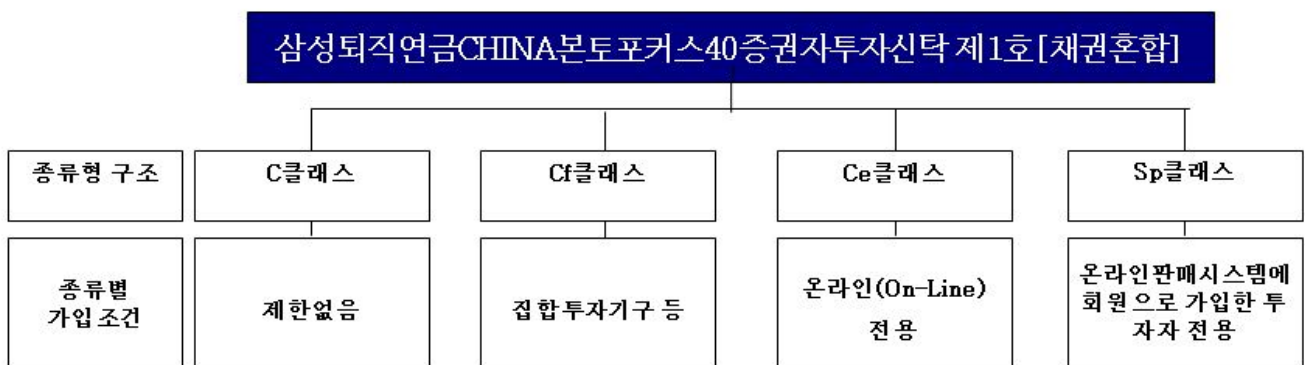 삼성퇴직연금CHINA본토포커스40증권자투자신탁 제1호[채권혼합]
종류형 구조
C클래스
Cf클래스
Ce클래스
Sp클래스
종류별
가입 조건
제한없음
집합투자기구 등
온라인(On-Line)
전용
온라인판매시스템에
회원으로 가입한 투
자자 전용